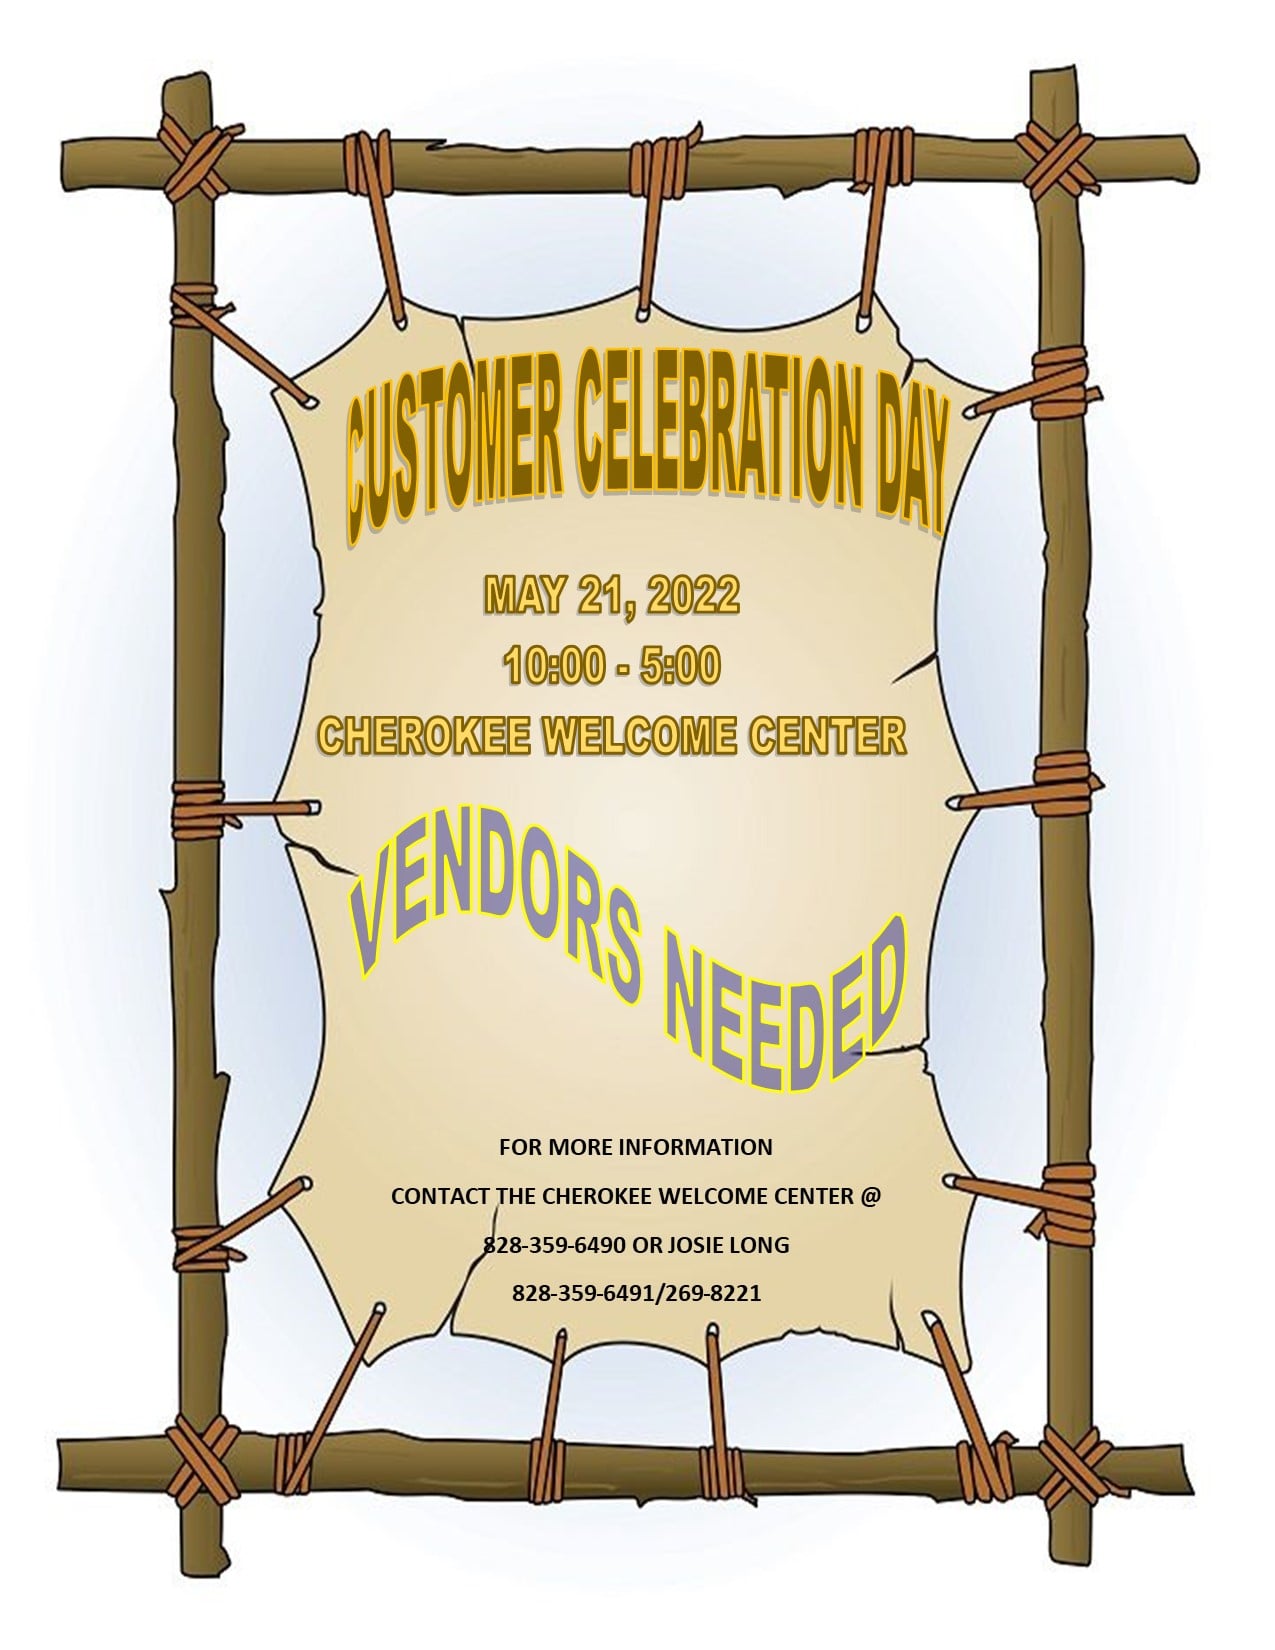 CUSTOMER CELEBRATION DAY
MAY 21, 2022
10:00 - 5:00
CHEROKEE WELCOME CENTER
VENDORS NEEDED
FOR MORE INFORMATION
CONTACT THE CHEROKEE WELCOME CENTER @
828-359-6490 OR JOSIE LONG
828-359-6491/269-8221